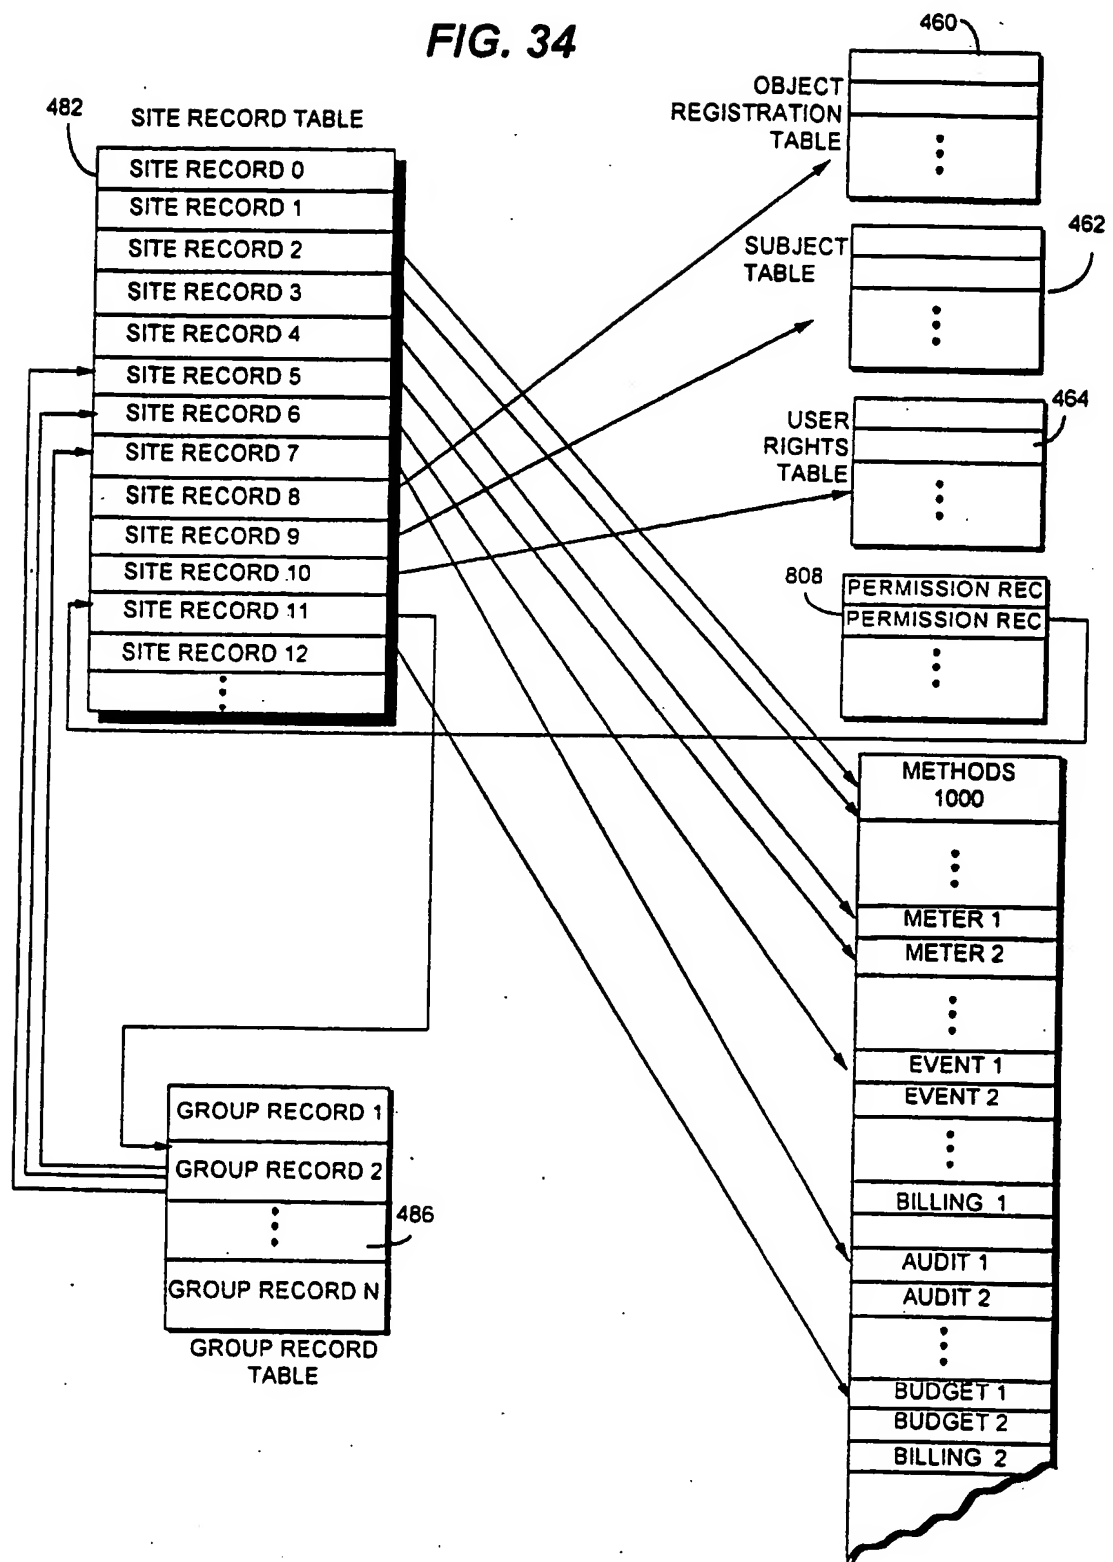 FIG. 34
460
OBJECT
REGISTRATION
TABLE
482
SITE RECORD TABLE
SITE RECORD 0
SITE RECORD 1
SITE RECORD 2
SITE RECORD 3
SITE RECORD 4
SITE RECORD 5
SITE RECORD 6
SITE RECORD 7
SITE RECORD 8
SITE RECORD 9
SITE RECORD 10
SITE RECORD 11
SITE RECORD 12
SUBJECT
TABLE
462
USER
RIGHTS
TABLE
464
808
PERMISSION REC
PERMISSION REC
METHODS
1000
METER 1
METER 2
EVENT 1
EVENT 2
BILLING 1
AUDIT 1
AUDIT 2
BUDGET 1
BUDGET 2
BILLING 2
GROUP RECORD 1
GROUP RECORD 2
486
GROUP RECORD N
GROUP RECORD
TABLE